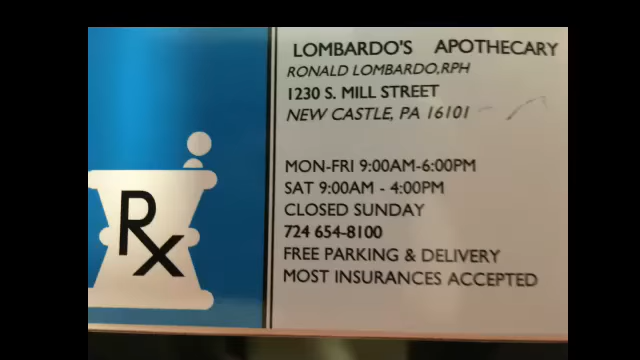 LOMBARDO'S APOTHECARY
RONALD LOMBARDO,RPH
1230 S. MILL STREET
NEW CASTLE, PA 16101
MON-FRI 9:00AM-6:00PM
SAT 9:00AM - 4:00PM
CLOSED SUNDAY
724 654-8100
FREE PARKING & DELIVERY
MOST INSURANCES ACCEPTED
Rx